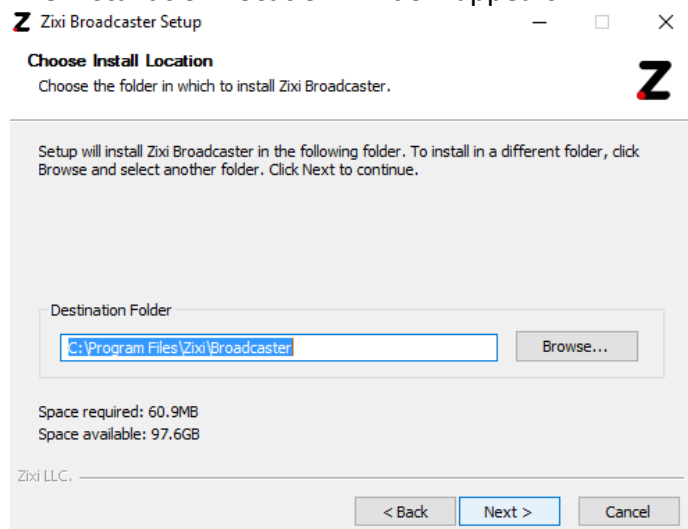 Zixi Broadcaster Setup
Choose Install Location
Choose the folder in which to install Zixi Broadcaster.
Setup will install Zixi Broadcaster in the following folder. To install in a different folder, click
Browse and select another folder. Click Next to continue.
Destination Folder
C:\Program Files\Zixi\Broadcaster
Browse...
Space required: 60.9MB
Space available: 97.6GB
Zixi LLC.
< Back
Next >
Cancel